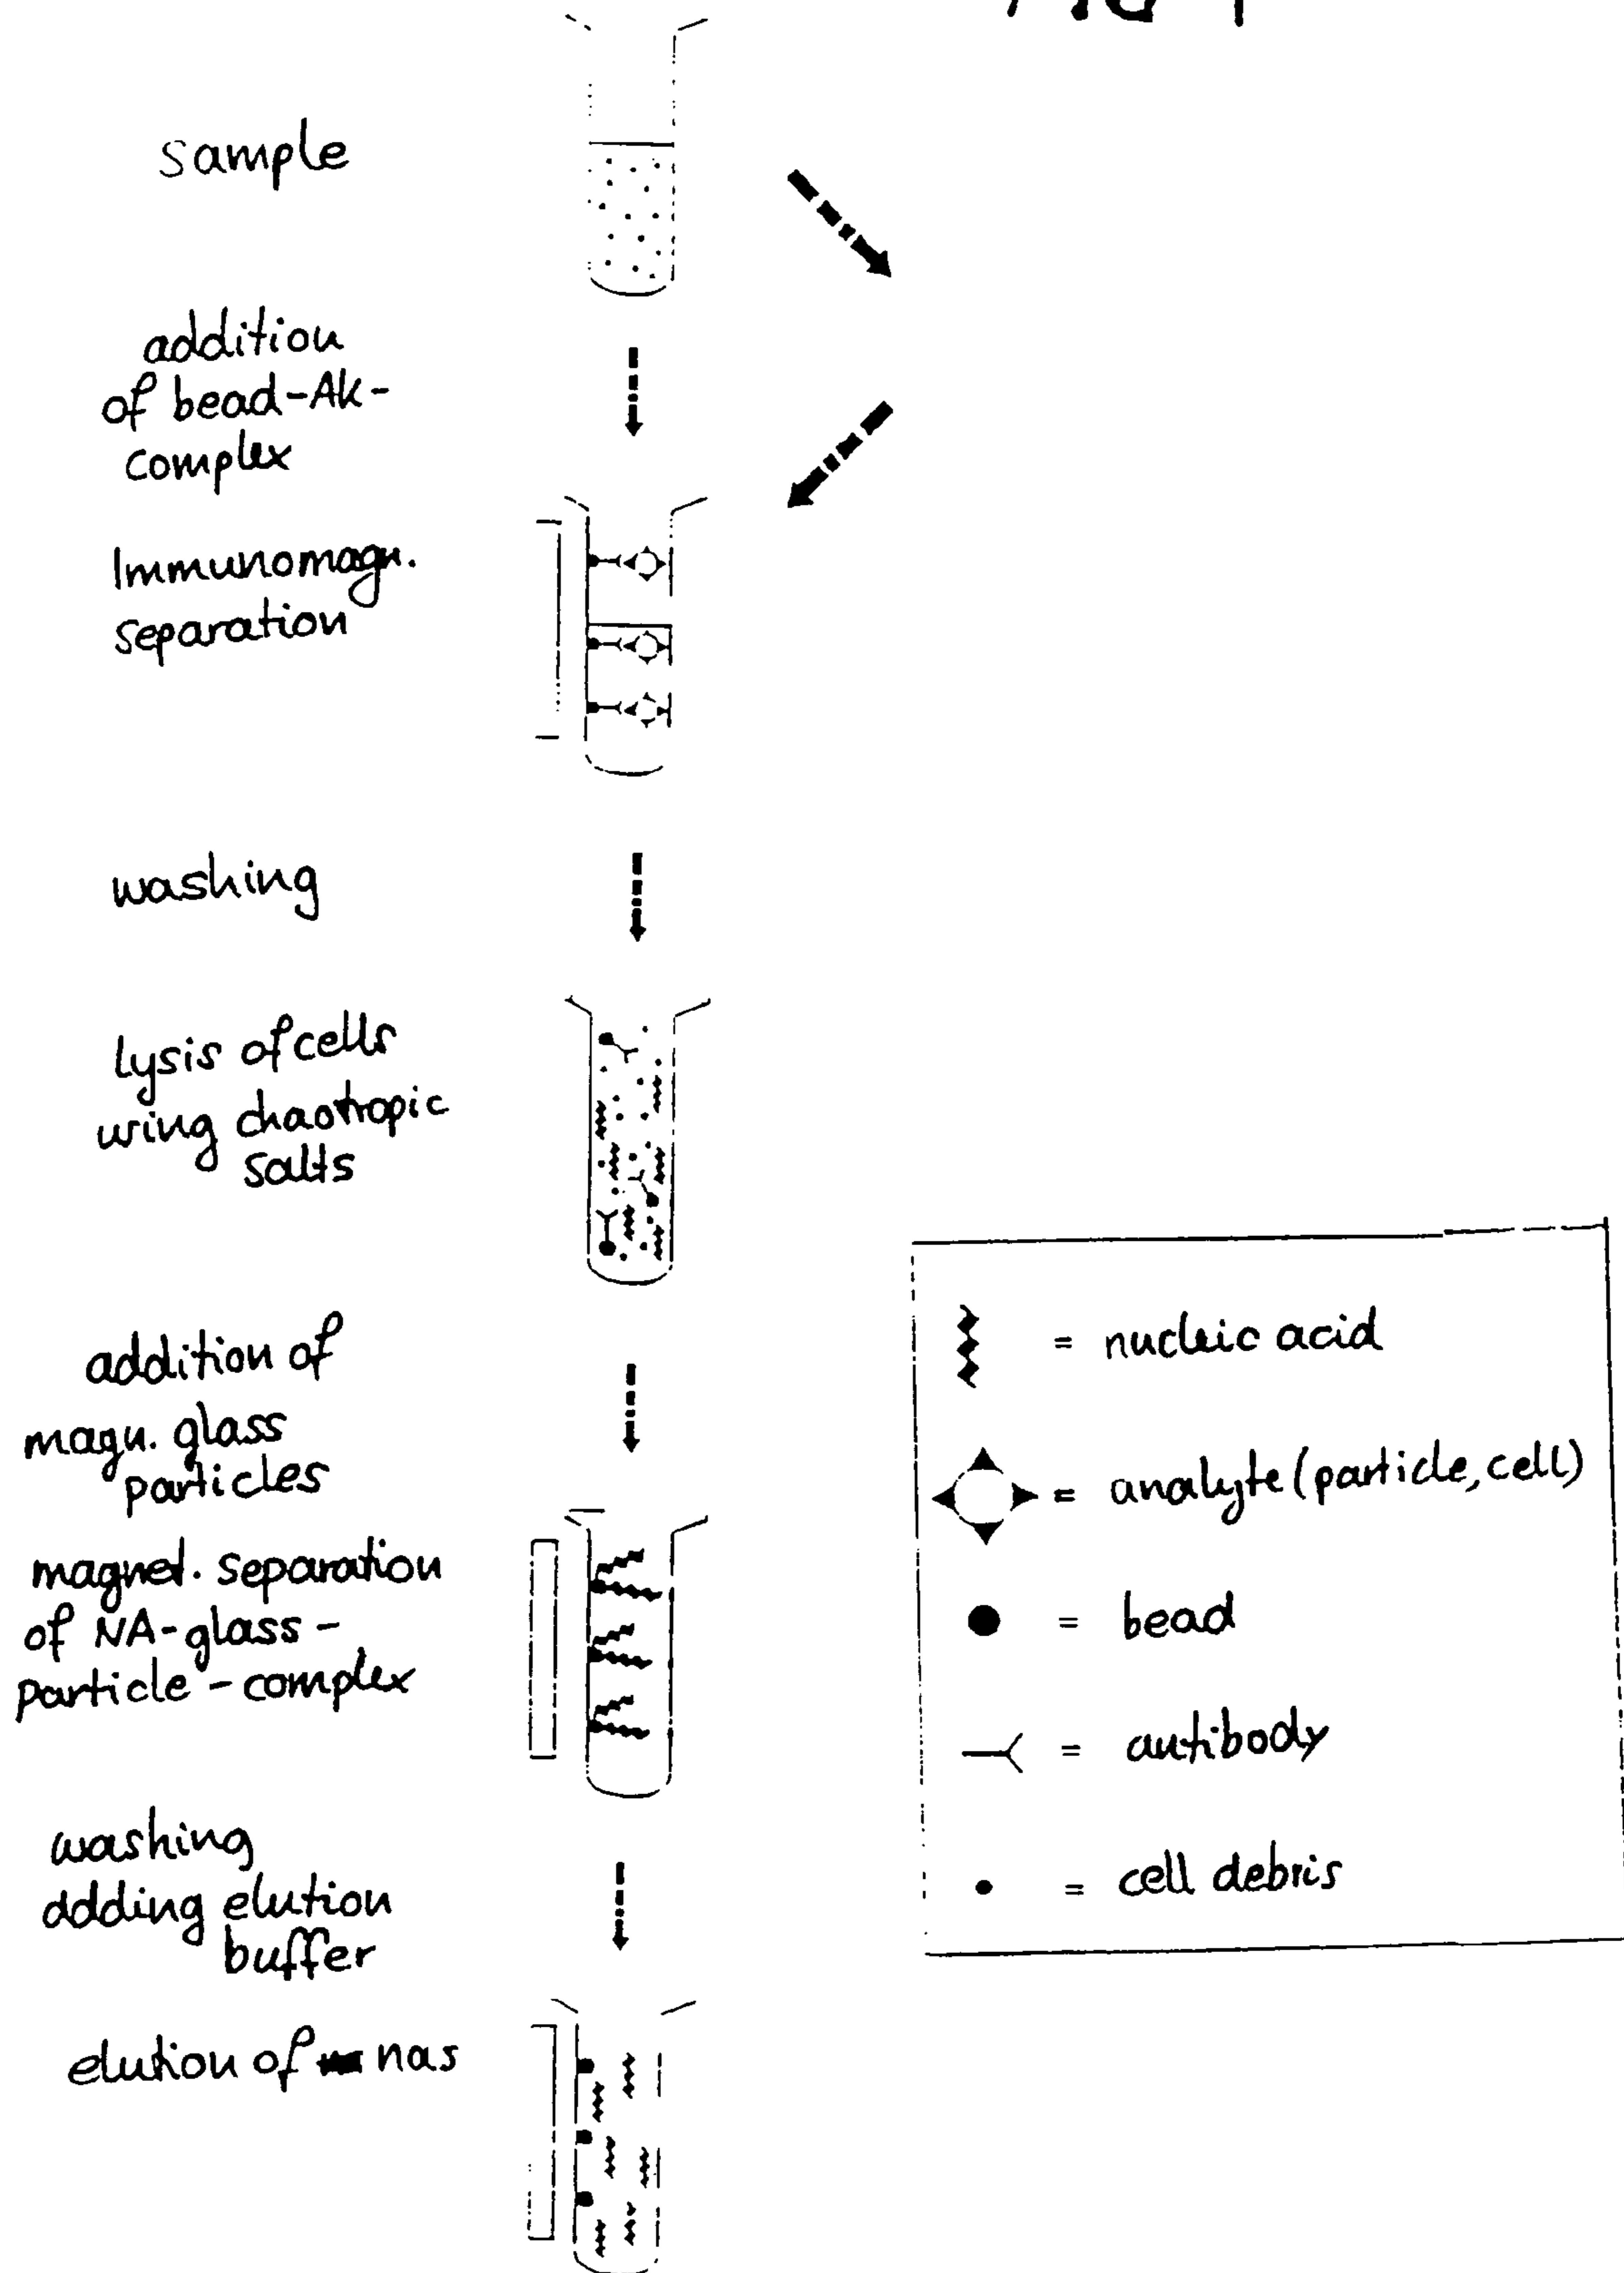 FIG 1
sample
addition
of bead-Ak-
complex
Immunomagn.
separation
washing
lysis of cells
using chaotropic
salts
addition of
magn. glass
particles
magnet. separation
of NA-glass-
particle-complex
washing
adding elution
buffer
elution of nas
= nucleic acid
= analyte (particle, cell)
= bead
= antibody
= cell debris